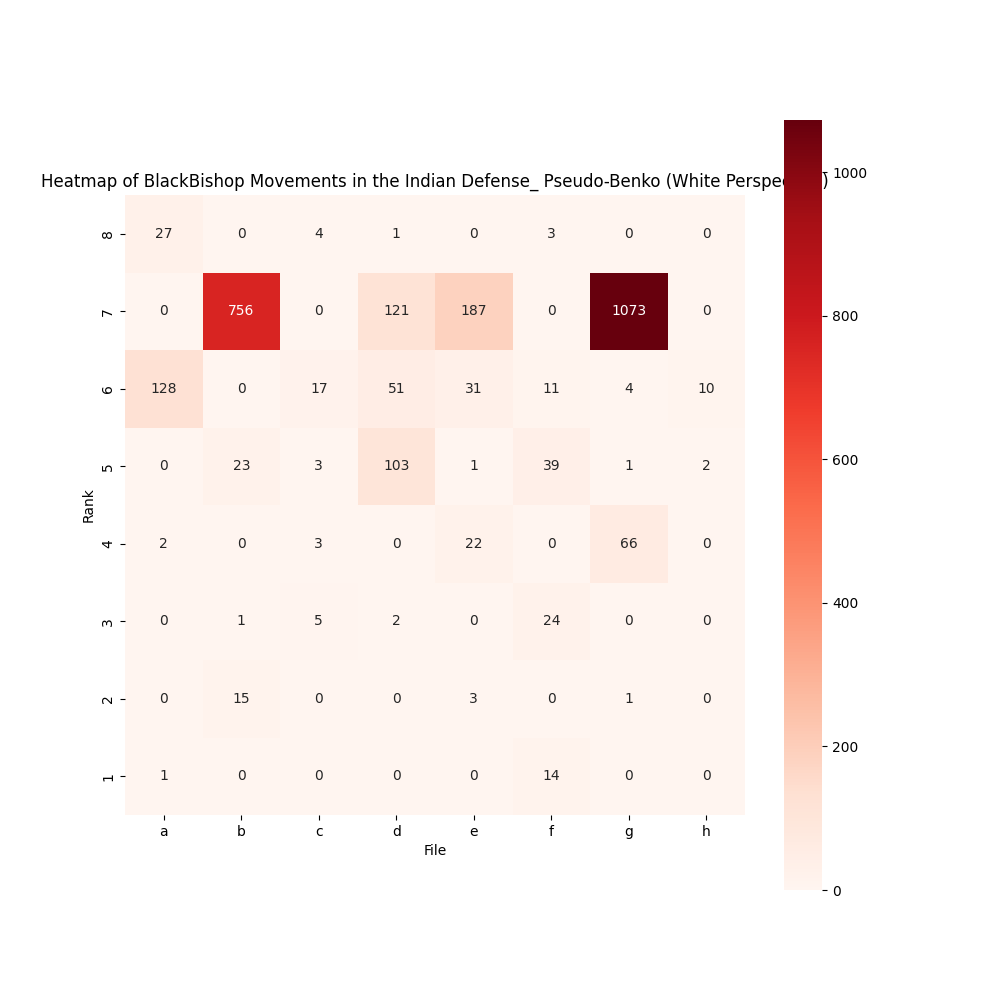 Heatmap of BlackBishop Movements in the Indian Defense_ Pseudo-Benko (White Perspe )
1000
8 27 0 4 1 0 3 0 0
7 0 756 0 121 187 0 1073 0
800
6 128 0 17 51 31 11 4 10
600
5 0 23 3 103 1 39 1 2
Rank
4 2 0 3 0 22 0 66 0
400
3 0 1 5 2 0 24 0 0
2 0 15 0 0 3 0 1 0
200
1 1 0 0 0 0 14 0 0
a b c d e f g h
File
0